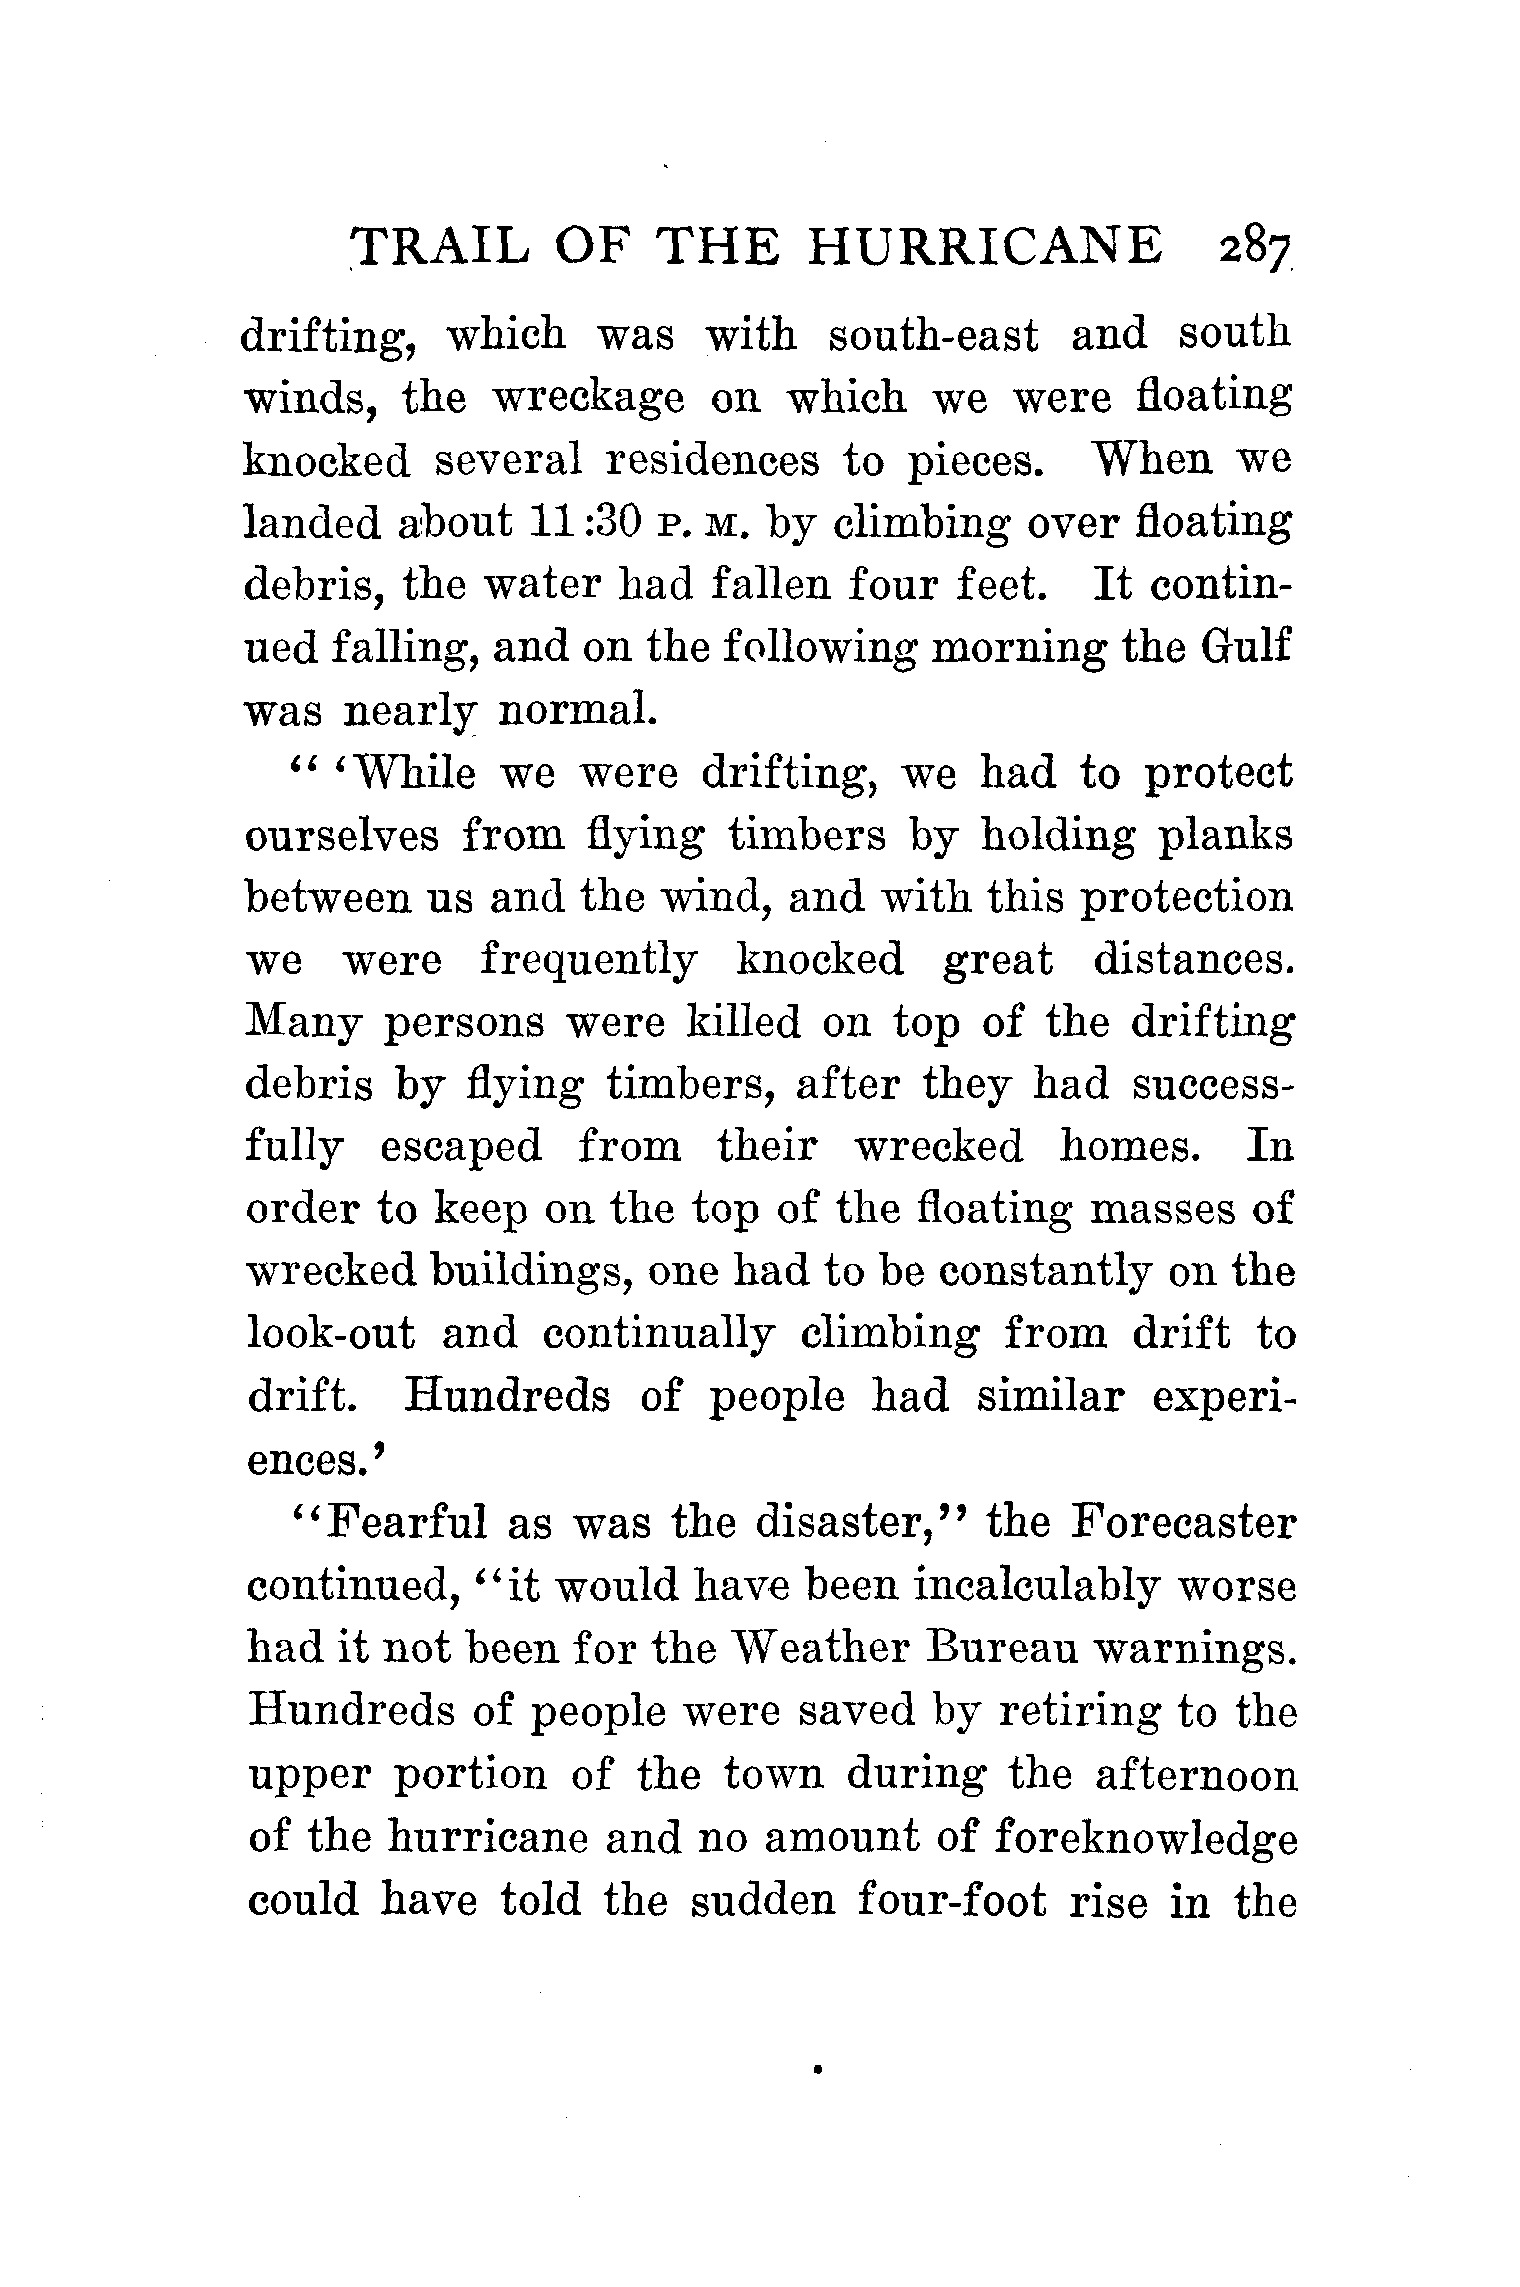 TRAIL OF THE HURRICANE 287
drifting, which was with south-east and south
winds, the wreckage on which we were floating
knocked several residences to pieces. When we
landed about 11:30 P. M. by climbing over floating
debris, the water had fallen four feet. It contin-
ued falling, and on the following morning the Gulf
was nearly normal.
" 'While we were drifting, we had to protect
ourselves from flying timbers by holding planks
between us and the wind, and with this protection
we were frequently knocked great distances.
Many persons were killed on top of the drifting
debris by flying timbers, after they had success-
fully escaped from their wrecked homes. In
order to keep on the top of the floating masses of
wrecked buildings, one had to be constantly on the
look-out and continually climbing from drift to
drift. Hundreds of people had similar experi-
ences.'
"Fearful as was the disaster," the Forecaster
continued, "it would have been incalculably worse
had it not been for the Weather Bureau warnings.
Hundreds of people were saved by retiring to the
upper portion of the town during the afternoon
of the hurricane and no amount of foreknowledge
could have told the sudden four-foot rise in the